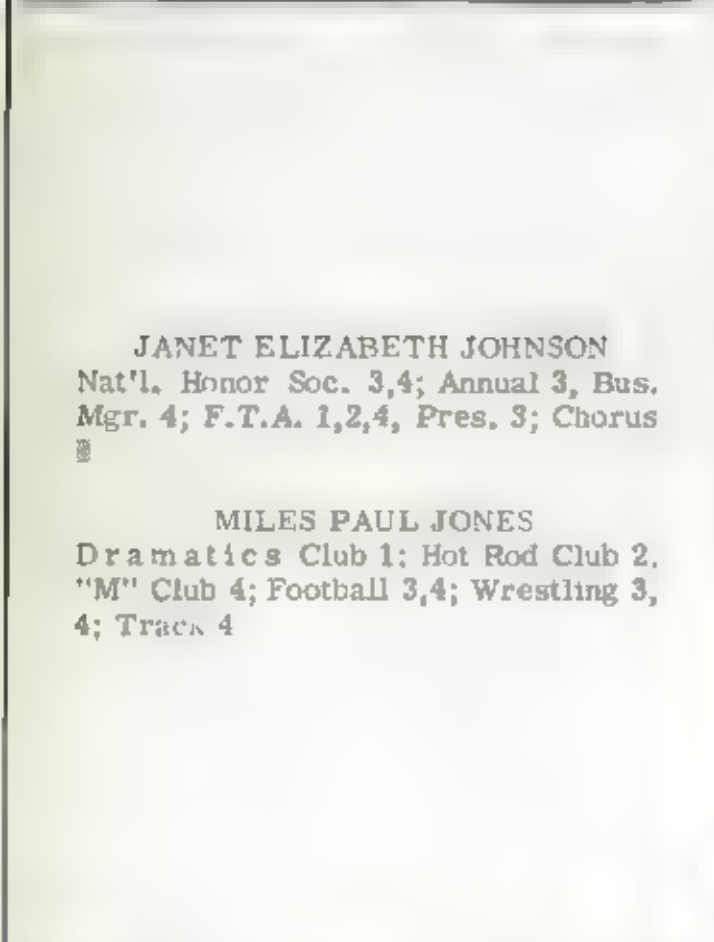 JANET ELIZABETH JOHNSON
Nat'l. Honor Soc. 3,4; Annual 3, Bus.
Mgr. 4; F.T.A. 1,2,4, Pres. 3; Chorus
MILES PAUL JONES
Dramatics Club 1; Hot Rod Club 2,
"M" Club 4; Football 3,4; Wrestling 3,
4; Track 4